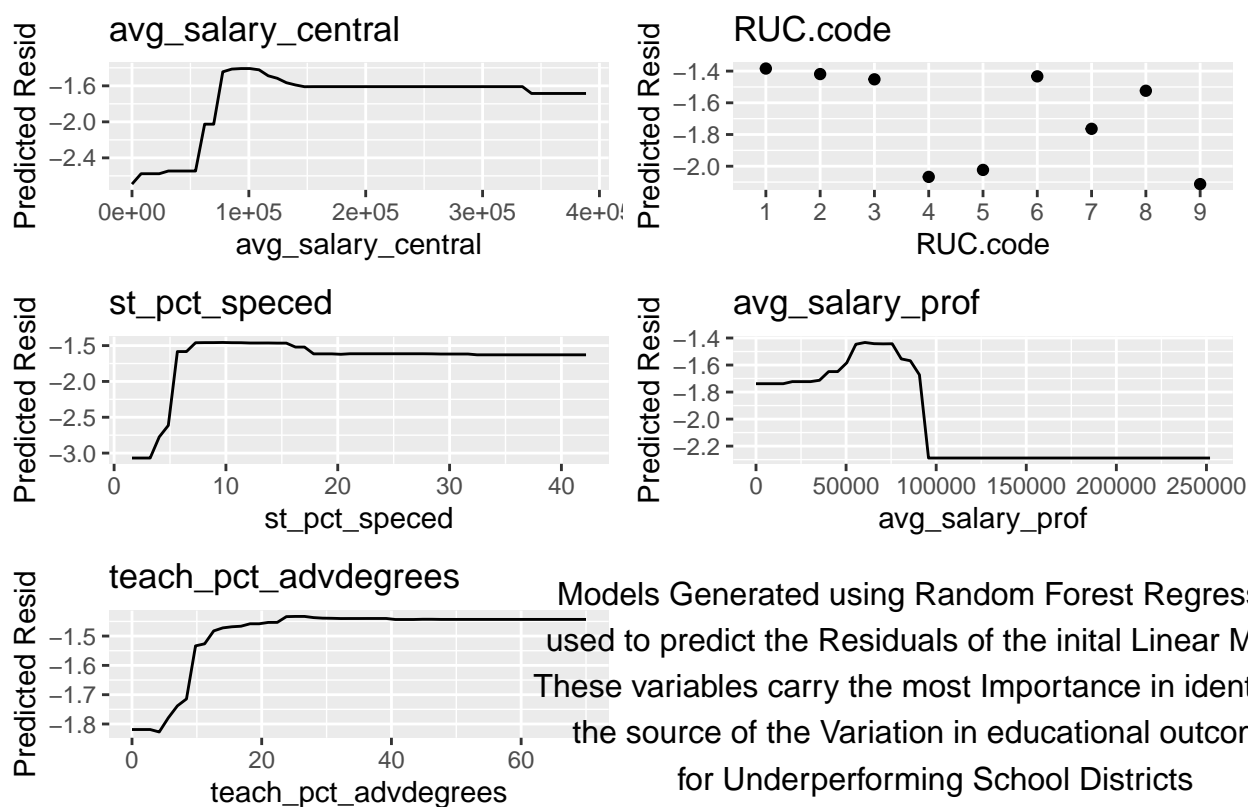 avg_salary_central
Predicted Resid
−1.6
−2.0
−2.4
0e+00 1e+05 2e+05 3e+05
avg_salary_central
RUC.code
Predicted Resid
−1.4
−1.6
−1.8
−2.0
1 2 3 4 5 6 7 8 9
RUC.code
st_pct_speced
Predicted Resid
−1.5
−2.0
−2.5
−3.0
0 10 20 30 40
st_pct_speced
avg_salary_prof
Predicted Resid
−1.4
−1.6
−1.8
−2.0
−2.2
0 50000 100000 150000 200000 250000
avg_salary_prof
teach_pct_advdegrees
Predicted Resid
−1.5
−1.6
−1.7
−1.8
0 20 40 60
teach_pct_advdegrees
Models Generated using Random Forest Regress
used to predict the Residuals of the inital Linear M
These variables carry the most Importance in ident
the source of the Variation in educational outcor
for Underperforming School Districts